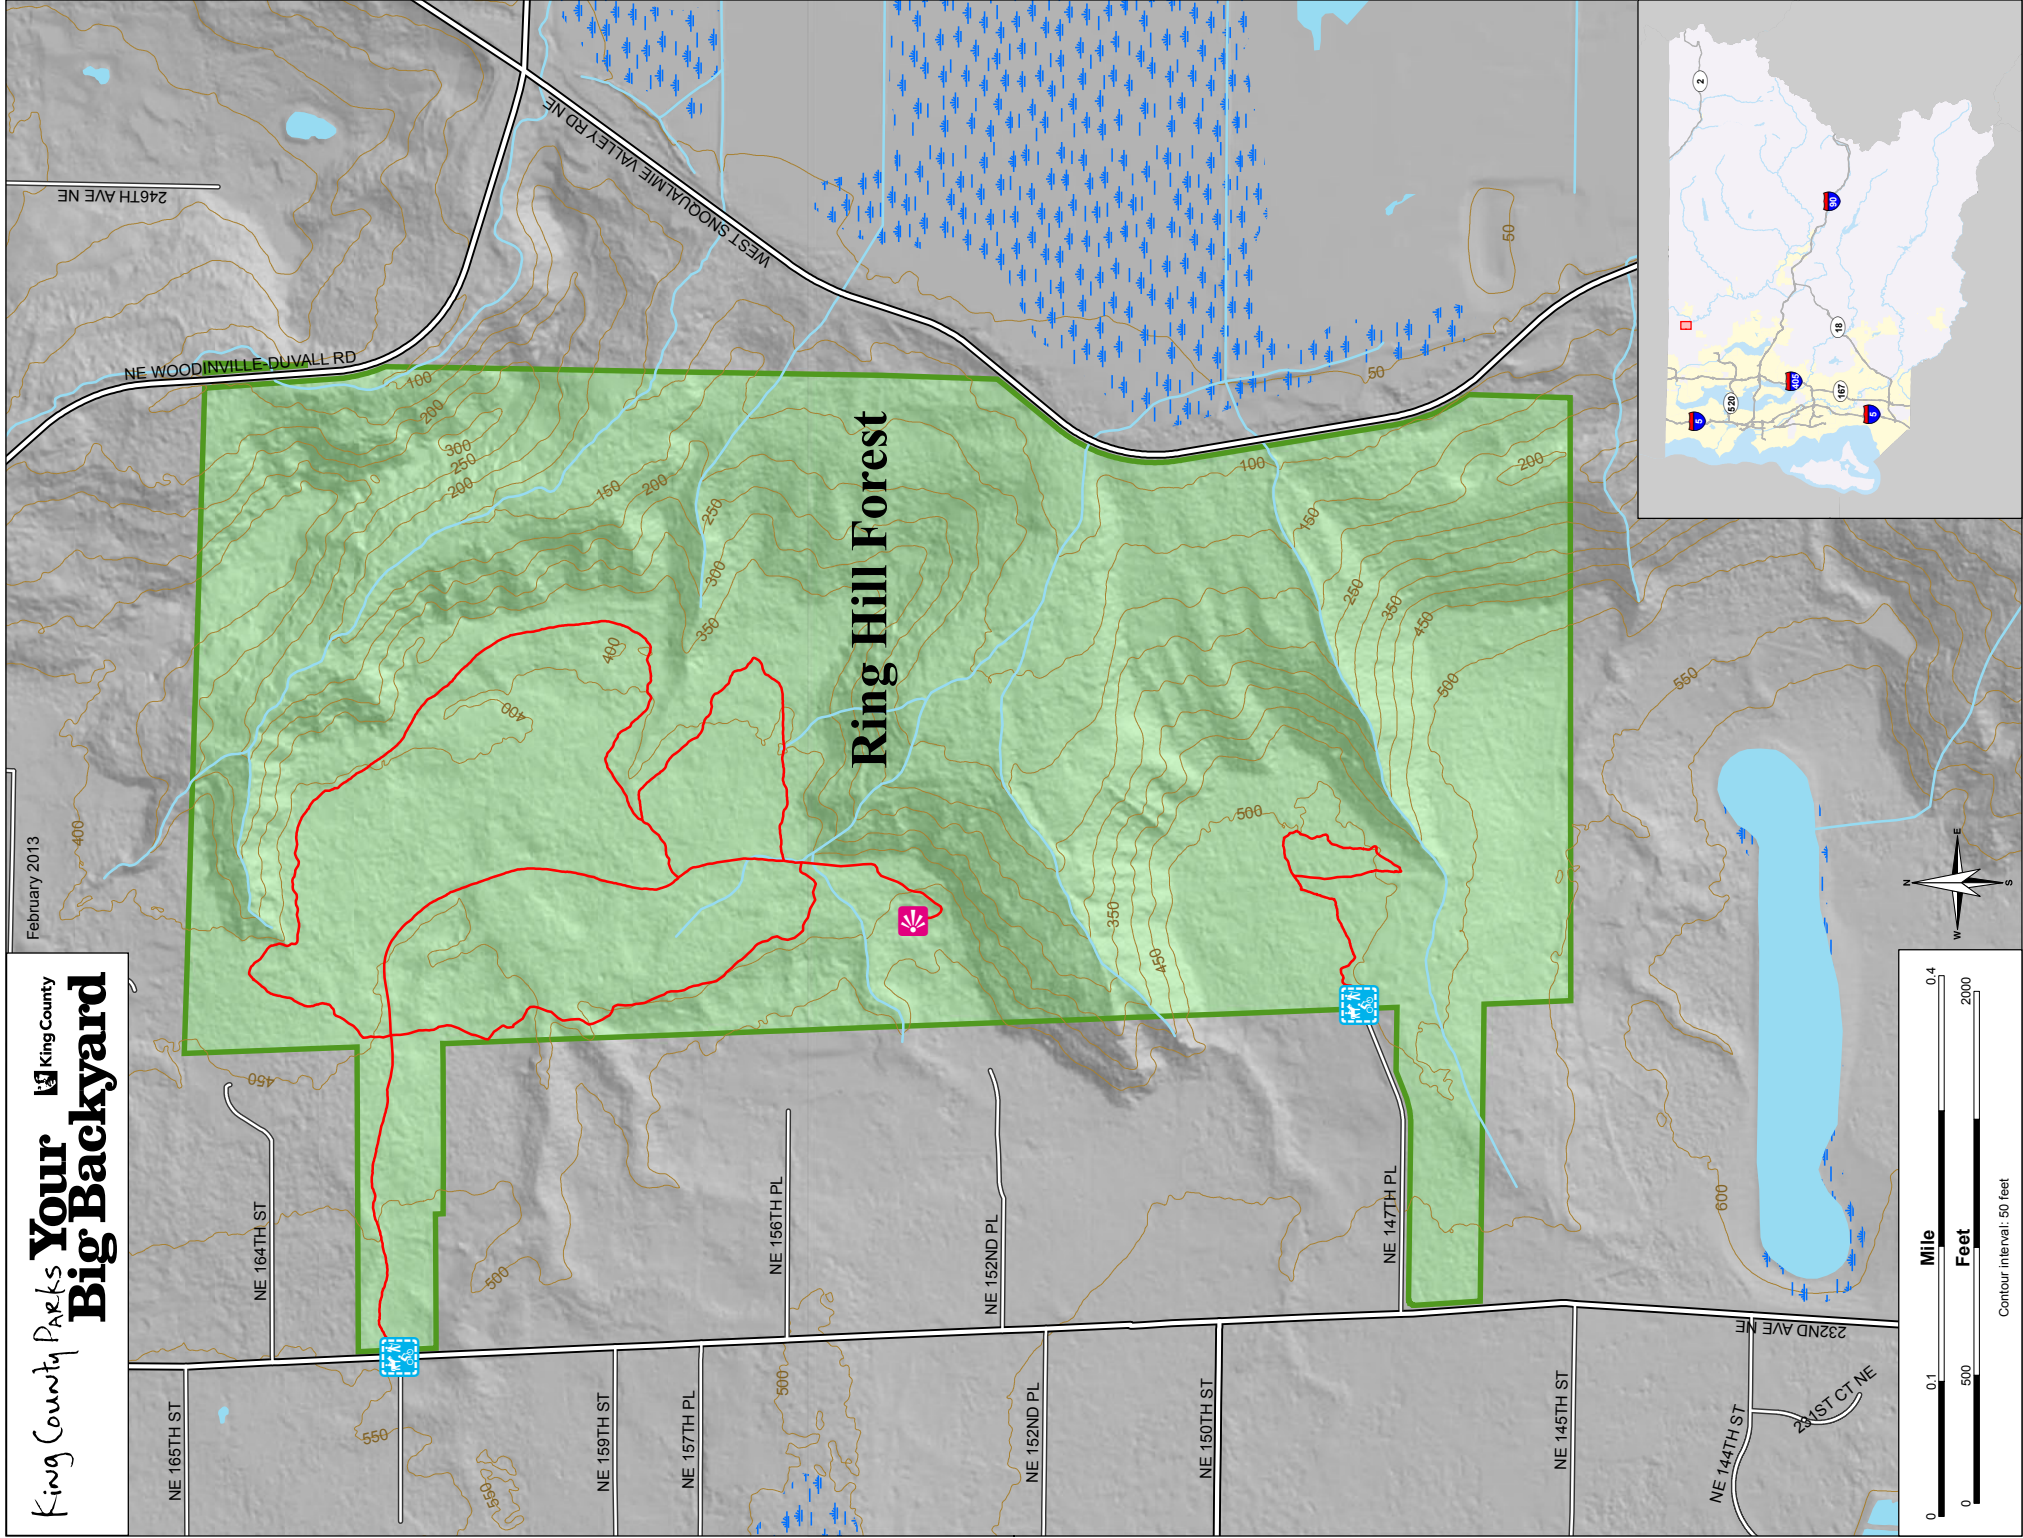 King County Parks Your
Big Backyard
King County
February 2013
Ring Hill Forest
NE WOODINVILLE-DUVALL RD
WEST SNOQUALMIE VALLEY RD NE
246TH AVE NE
232ND AVE NE
NE 165TH ST
NE 164TH ST
NE 159TH ST
NE 157TH PL
NE 156TH PL
NE 152ND PL
NE 152ND PL
NE 150TH ST
NE 147TH PL
NE 145TH ST
NE 144TH ST
231ST CT NE
400
450
550
550
500
500
100
200
300
250
200
150
200
250
300
350
400
400
50
50
100
150
200
250
350
450
500
500
350
450
550
600
2
90
18
405
520
167
5
5
N
E
S
W
Mile
0
0.1
0.4
Feet
0
500
2000
Contour interval: 50 feet